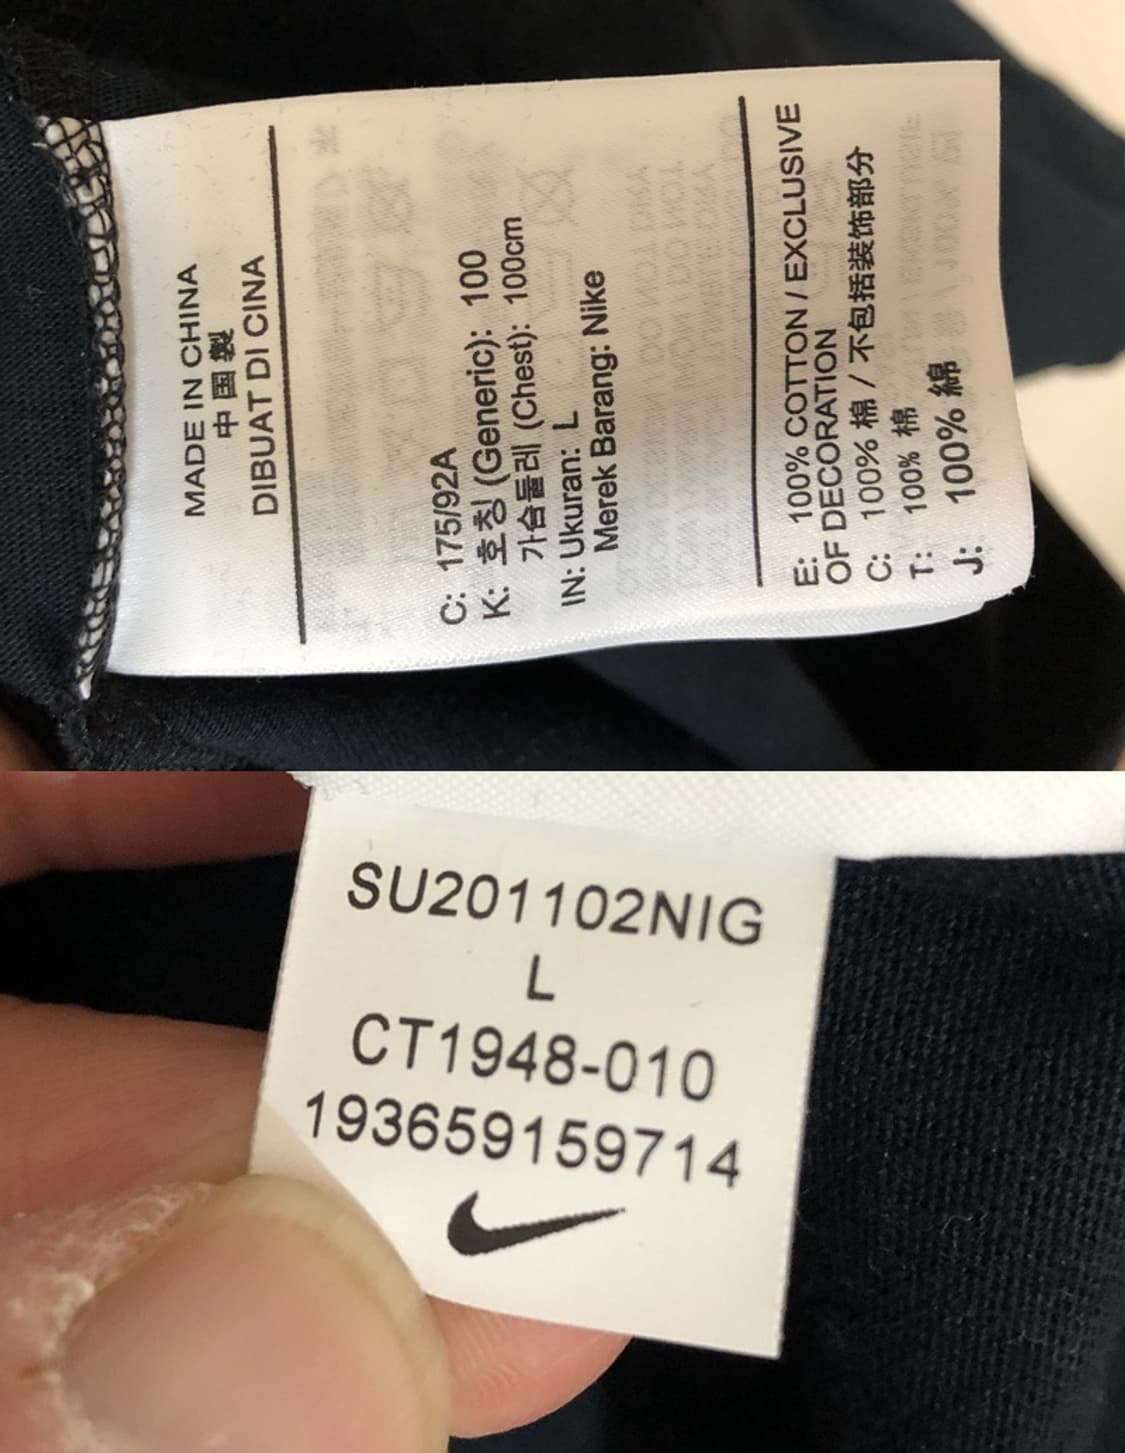 MADE IN CHINA
中国製
DIBUAT DI CINA
C: 175/92A
K: 호칭 (Generic): 100
가슴둘레 (Chest): 100cm
IN: Ukuran: L
Merek Barang: Nike
E: 100% COTTON / EXCLUSIVE
OF DECORATION
C: 100% 棉 / 不包括装饰部分
T: 100% 棉
J: 100% 綿
SU201102NIG
L
CT1948-010
193659159714